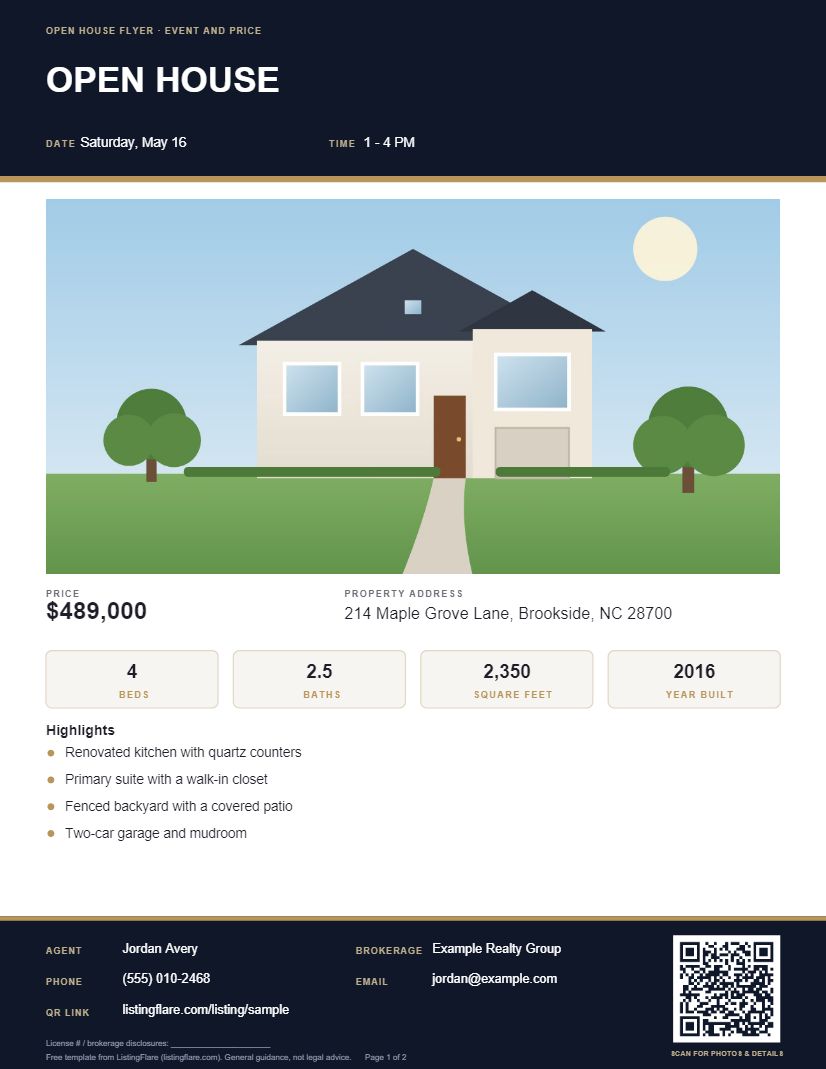 OPEN HOUSE FLYER · EVENT AND PRICE
OPEN HOUSE
DATE Saturday, May 16 TIME 1 - 4 PM
PRICE PROPERTY ADDRESS
$489,000 214 Maple Grove Lane, Brookside, NC 28700
4 2.5 2,350 2016
BEDS BATHS SQUARE FEET YEAR BUILT
Highlights
● Renovated kitchen with quartz counters
● Primary suite with a walk-in closet
● Fenced backyard with a covered patio
● Two-car garage and mudroom
AGENT Jordan Avery BROKERAGE Example Realty Group
PHONE (555) 010-2468 EMAIL jordan@example.com
QR LINK listingflare.com/listing/sample
License # / brokerage disclosures: ______________________
SCAN FOR PHOTOS & DETAILS
Free template from ListingFlare (listingflare.com). General guidance, not legal advice. Page 1 of 2